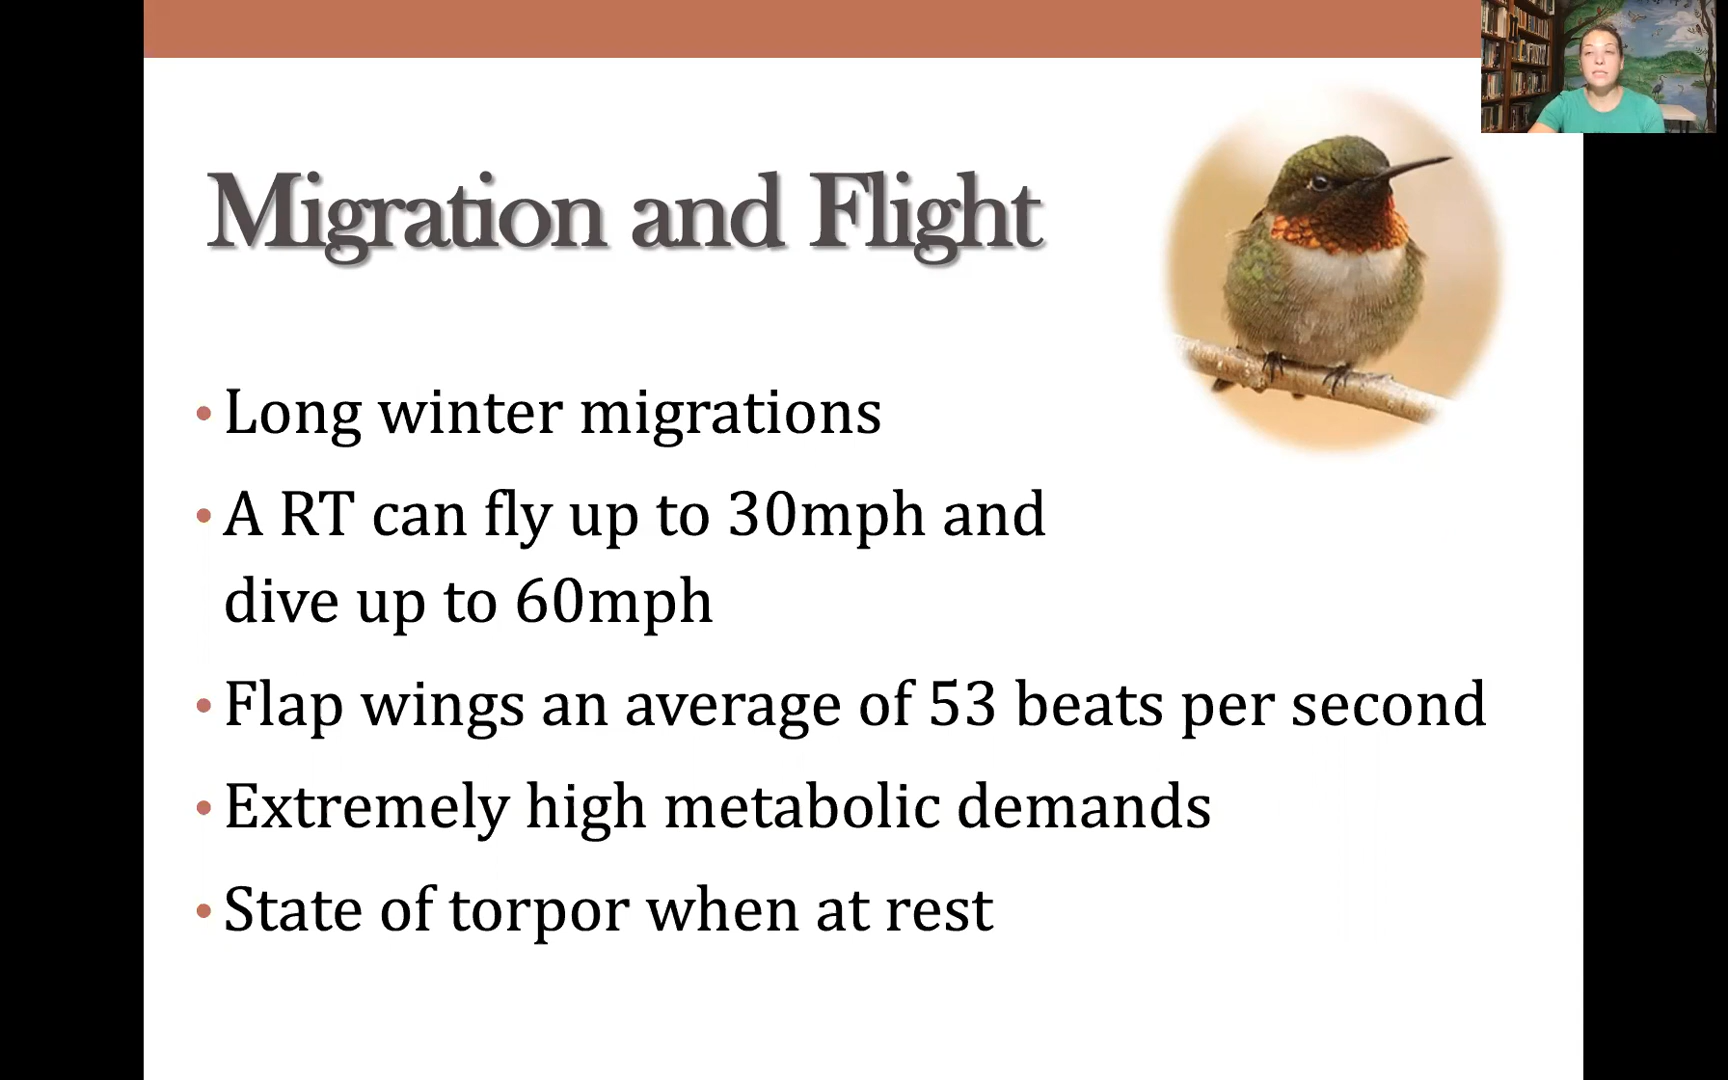 Migration and Flight
• Long winter migrations
• A RT can fly up to 30mph and
dive up to 60mph
• Flap wings an average of 53 beats per second
• Extremely high metabolic demands
• State of torpor when at rest